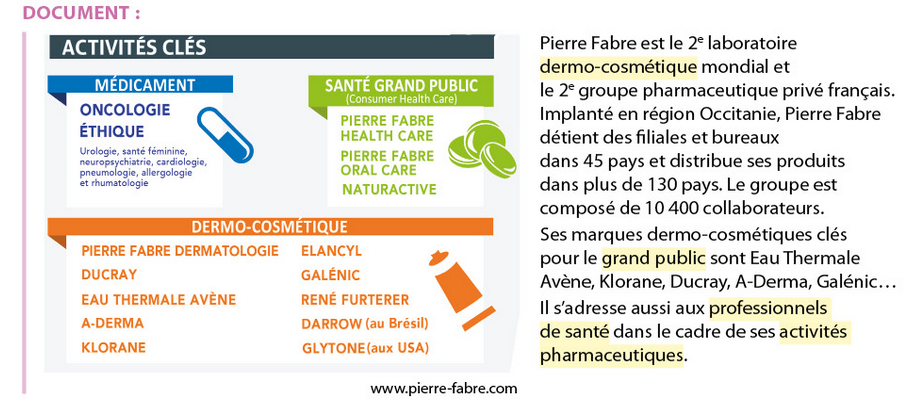 DOCUMENT :
ACTIVITÉS CLÉS
MÉDICAMENT
ONCOLOGIE
ÉTHIQUE
Urologie, santé féminine,
neuropsychiatrie, cardiologie,
pneumologie, allergologie
et rhumatologie
SANTÉ GRAND PUBLIC
(Consumer Health Care)
PIERRE FABRE
HEALTH CARE
PIERRE FABRE
ORAL CARE
NATURACTIVE
DERMO-COSMÉTIQUE
PIERRE FABRE DERMATOLOGIE
DUCRAY
EAU THERMALE AVÈNE
A-DERMA
KLORANE
ELANCYL
GALÉNIC
RENÉ FURTERER
DARROW (au Brésil)
GLYTONE (aux USA)
www.pierre-fabre.com
Pierre Fabre est le 2e laboratoire
dermo-cosmétique mondial et
le 2e groupe pharmaceutique privé français.
Implanté en région Occitanie, Pierre Fabre
détient des filiales et bureaux
dans 45 pays et distribue ses produits
dans plus de 130 pays. Le groupe est
composé de 10 400 collaborateurs.
Ses marques dermo-cosmétiques clés
pour le grand public sont Eau Thermale
Avène, Klorane, Ducray, A-Derma, Galénic…
Il s’adresse aussi aux professionnels
de santé dans le cadre de ses activités
pharmaceutiques.